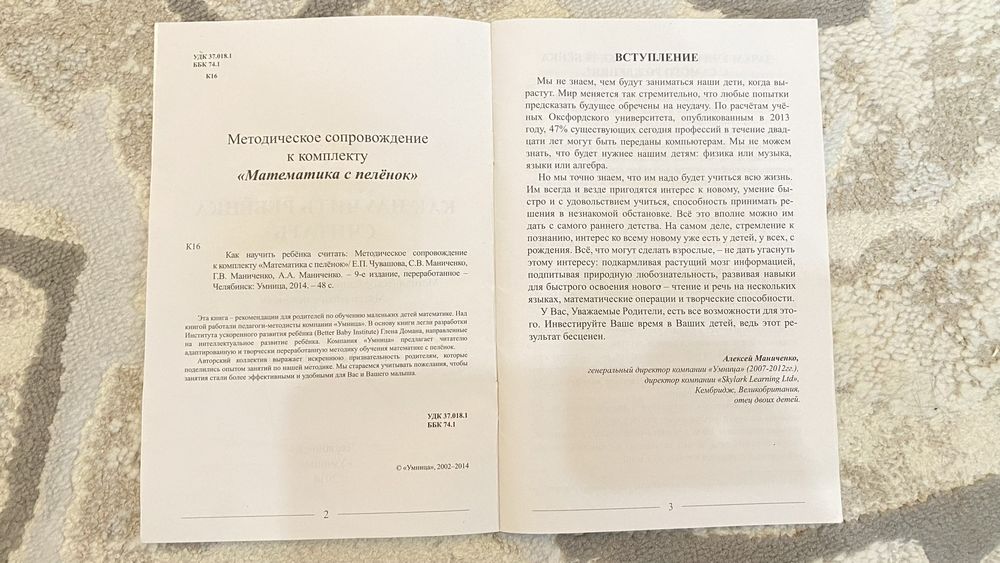 УДК 37.018.1
ББК 74.1
К16
Методическое сопровождение
к комплекту
«Математика с пелёнок»
К16
Как научить ребёнка считать: Методическое сопровождение
к комплекту «Математика с пелёнок»/ Е.П. Чувашова, С.В. Маниченко,
Г.В. Маниченко, А.А. Маниченко. – 9-е издание, переработанное –
Челябинск: Умница, 2014. – 48 с.
Эта книга – рекомендации для родителей по обучению маленьких детей математике. Над
книгой работали педагоги-методисты компании «Умница». В основу книги легли разработки
Института ускоренного развития ребёнка (Better Baby Institute) Глена Домана, направленные
на интеллектуальное развитие ребёнка. Компания «Умница» предлагает читателю
адаптированную и творчески переработанную методику обучения математике с пелёнок.
Авторский коллектив выражает искреннюю признательность родителям, которые
поделились опытом занятий по нашей методике. Мы стараемся учитывать пожелания, чтобы
занятия стали более эффективными и удобными для Вас и Вашего малыша.
УДК 37.018.1
ББК 74.1
© «Умница», 2002–2014
2
ВСТУПЛЕНИЕ
Мы не знаем, чем будут заниматься наши дети, когда вы-
растут. Мир меняется так стремительно, что любые попытки
предсказать будущее обречены на неудачу. По расчётам учё-
ных Оксфордского университета, опубликованным в 2013
году, 47% существующих сегодня профессий в течение двад-
цати лет могут быть переданы компьютерам. Мы не можем
знать, что будет нужнее нашим детям: физика или музыка,
языки или алгебра.
Но мы точно знаем, что им надо будет учиться всю жизнь.
Им всегда и везде пригодятся интерес к новому, умение бы-
стро и с удовольствием учиться, способность принимать ре-
шения в незнакомой обстановке. Всё это вполне можно им
дать с самого раннего детства. На самом деле, стремление к
познанию, интерес ко всему новому уже есть у детей, у всех, с
рождения. Всё, что могут сделать взрослые, – не дать угаснуть
этому интересу: подкармливая растущий мозг информацией,
подпитывая природную любознательность, развивая навыки
для быстрого освоения нового – чтение и речь на нескольких
языках, математические операции и творческие способности.
У Вас, Уважаемые Родители, есть все возможности для это-
го. Инвестируйте Ваше время в Ваших детей, ведь этот ре-
зультат бесценен.
Алексей Маниченко,
генеральный директор компании «Умница» (2007-2012гг.),
директор компании «Skylark Learning Ltd»,
Кембридж, Великобритания,
отец двоих детей.
3